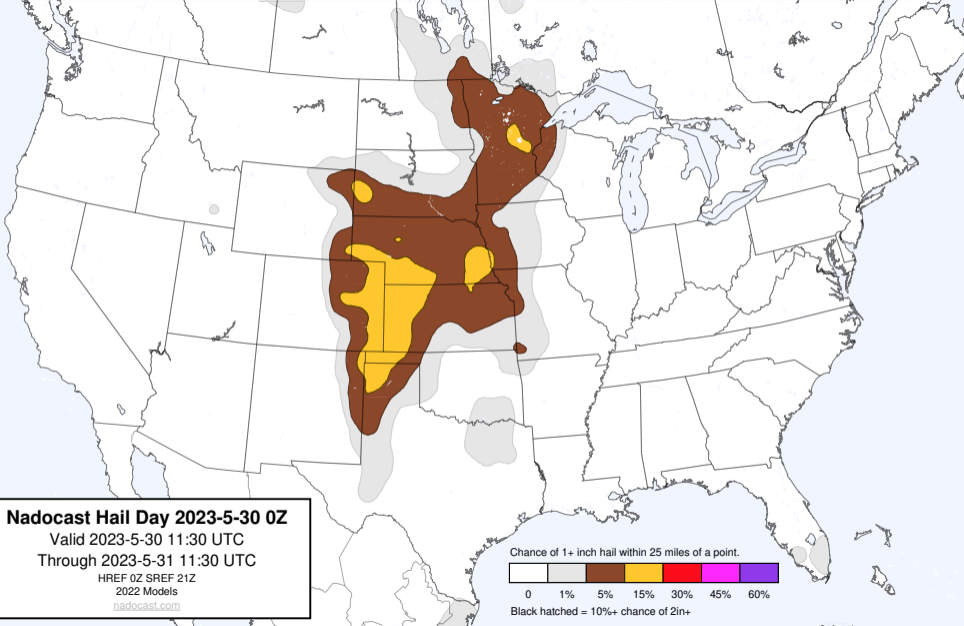 Nadocast Hail Day 2023-5-30 0Z
Valid 2023-5-30 11:30 UTC
Through 2023-5-31 11:30 UTC
HREF 0Z SREF 21Z
2022 Models
nadocast.com
Chance of 1+ inch hail within 25 miles of a point.
0 1% 5% 15% 30% 45% 60%
Black hatched = 10%+ chance of 2in+